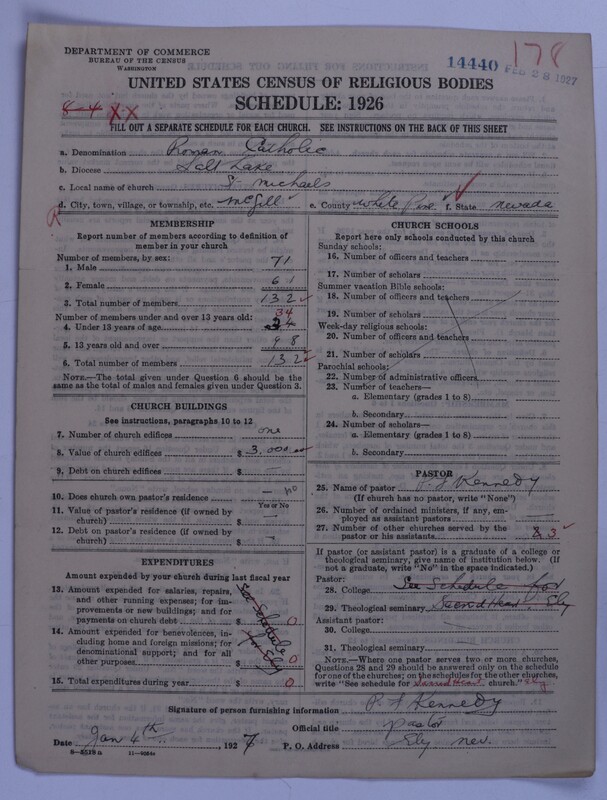 DEPARTMENT OF COMMERCE
BUREAU OF THE CENSUS
WASHINGTON
14440 FEB 28 1927
178
UNITED STATES CENSUS OF RELIGIOUS BODIES
SCHEDULE: 1926
8-4 XX
FILL OUT A SEPARATE SCHEDULE FOR EACH CHURCH. SEE INSTRUCTIONS ON THE BACK OF THIS SHEET
a. Denomination Roman Catholic
b. Diocese Salt Lake
c. Local name of church St michaels
d. City, town, village, or township, etc. McGill e. County White Pine f. State nevada
MEMBERSHIP
Report number of members according to definition of member in your church
Number of members, by sex:
1. Male 71
2. Female 61
3. Total number of members 132
Number of members under and over 13 years old:
4. Under 13 years of age 34
5. 13 years old and over 98
6. Total number of members 132
NOTE.—The total given under Question 6 should be the same as the total of males and females given under Question 3.
CHURCH BUILDINGS
See instructions, paragraphs 10 to 12
7. Number of church edifices one
8. Value of church edifices $ 3.000
9. Debt on church edifices $ —
10. Does church own pastor's residence — no
Yes or No
11. Value of pastor's residence (if owned by church) $ —
12. Debt on pastor's residence (if owned by church) $ —
EXPENDITURES
Amount expended by your church during last fiscal year
13. Amount expended for salaries, repairs, and other running expenses; for improvements or new buildings; and for payments on church debt $ 0
14. Amount expended for benevolences, including home and foreign missions; for denominational support; and for all other purposes $ 0
See Schedule for Ely
15. Total expenditures during year $ 0
CHURCH SCHOOLS
Report here only schools conducted by this church
Sunday schools:
16. Number of officers and teachers
17. Number of scholars
Summer vacation Bible schools:
18. Number of officers and teachers
19. Number of scholars
Week-day religious schools:
20. Number of officers and teachers
21. Number of scholars
Parochial schools:
22. Number of administrative officers
23. Number of teachers—
a. Elementary (grades 1 to 8)
b. Secondary
24. Number of scholars—
a. Elementary (grades 1 to 8)
b. Secondary
PASTOR
25. Name of pastor P. J Kennedy
(If church has no pastor, write "None")
26. Number of ordained ministers, if any, employed as assistant pastors —
27. Number of other churches served by the pastor or his assistants 3
If pastor (or assistant pastor) is a graduate of a college or theological seminary, give name of institution below. (If not a graduate, write "No" in the space indicated.)
Pastor:
28. College See Schedule for
29. Theological seminary Sacred Heart. Ely
Assistant pastor:
30. College
31. Theological seminary
NOTE.—Where one pastor serves two or more churches, Questions 28 and 29 should be answered only on the schedule for one of the churches; on the schedules for the other churches, write "See schedule for Sacred Heart church." Ely
Signature of person furnishing information P. J Kennedy
Official title pastor
Date Jan 4th 1927 P. O. Address Ely Nev.
8—5519 a 11—9084a